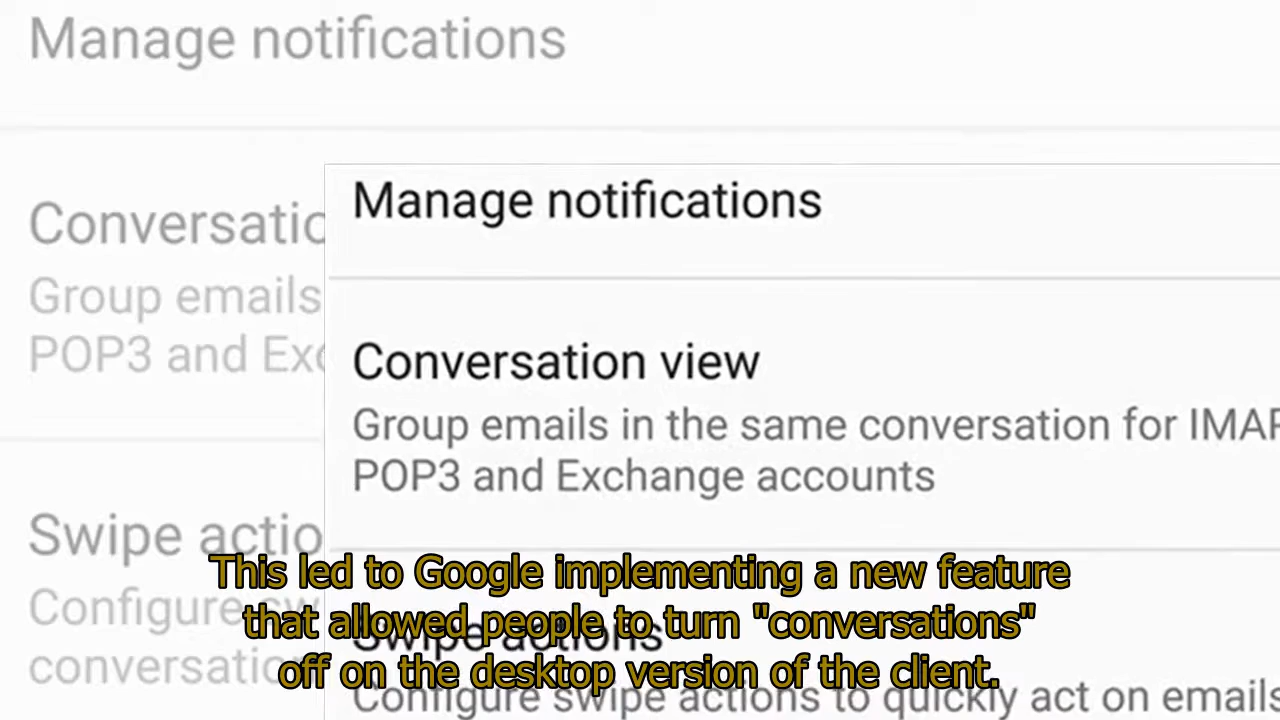 Manage notifications
Conversatio
Group emails
POP3 and Exc
Swipe actio
Configure sw
conversatio
Manage notifications
Conversation view
Group emails in the same conversation for IMAP
POP3 and Exchange accounts
Swipe actions
Configure swipe actions to quickly act on emails
This led to Google implementing a new feature
that allowed people to turn "conversations"
off on the desktop version of the client.